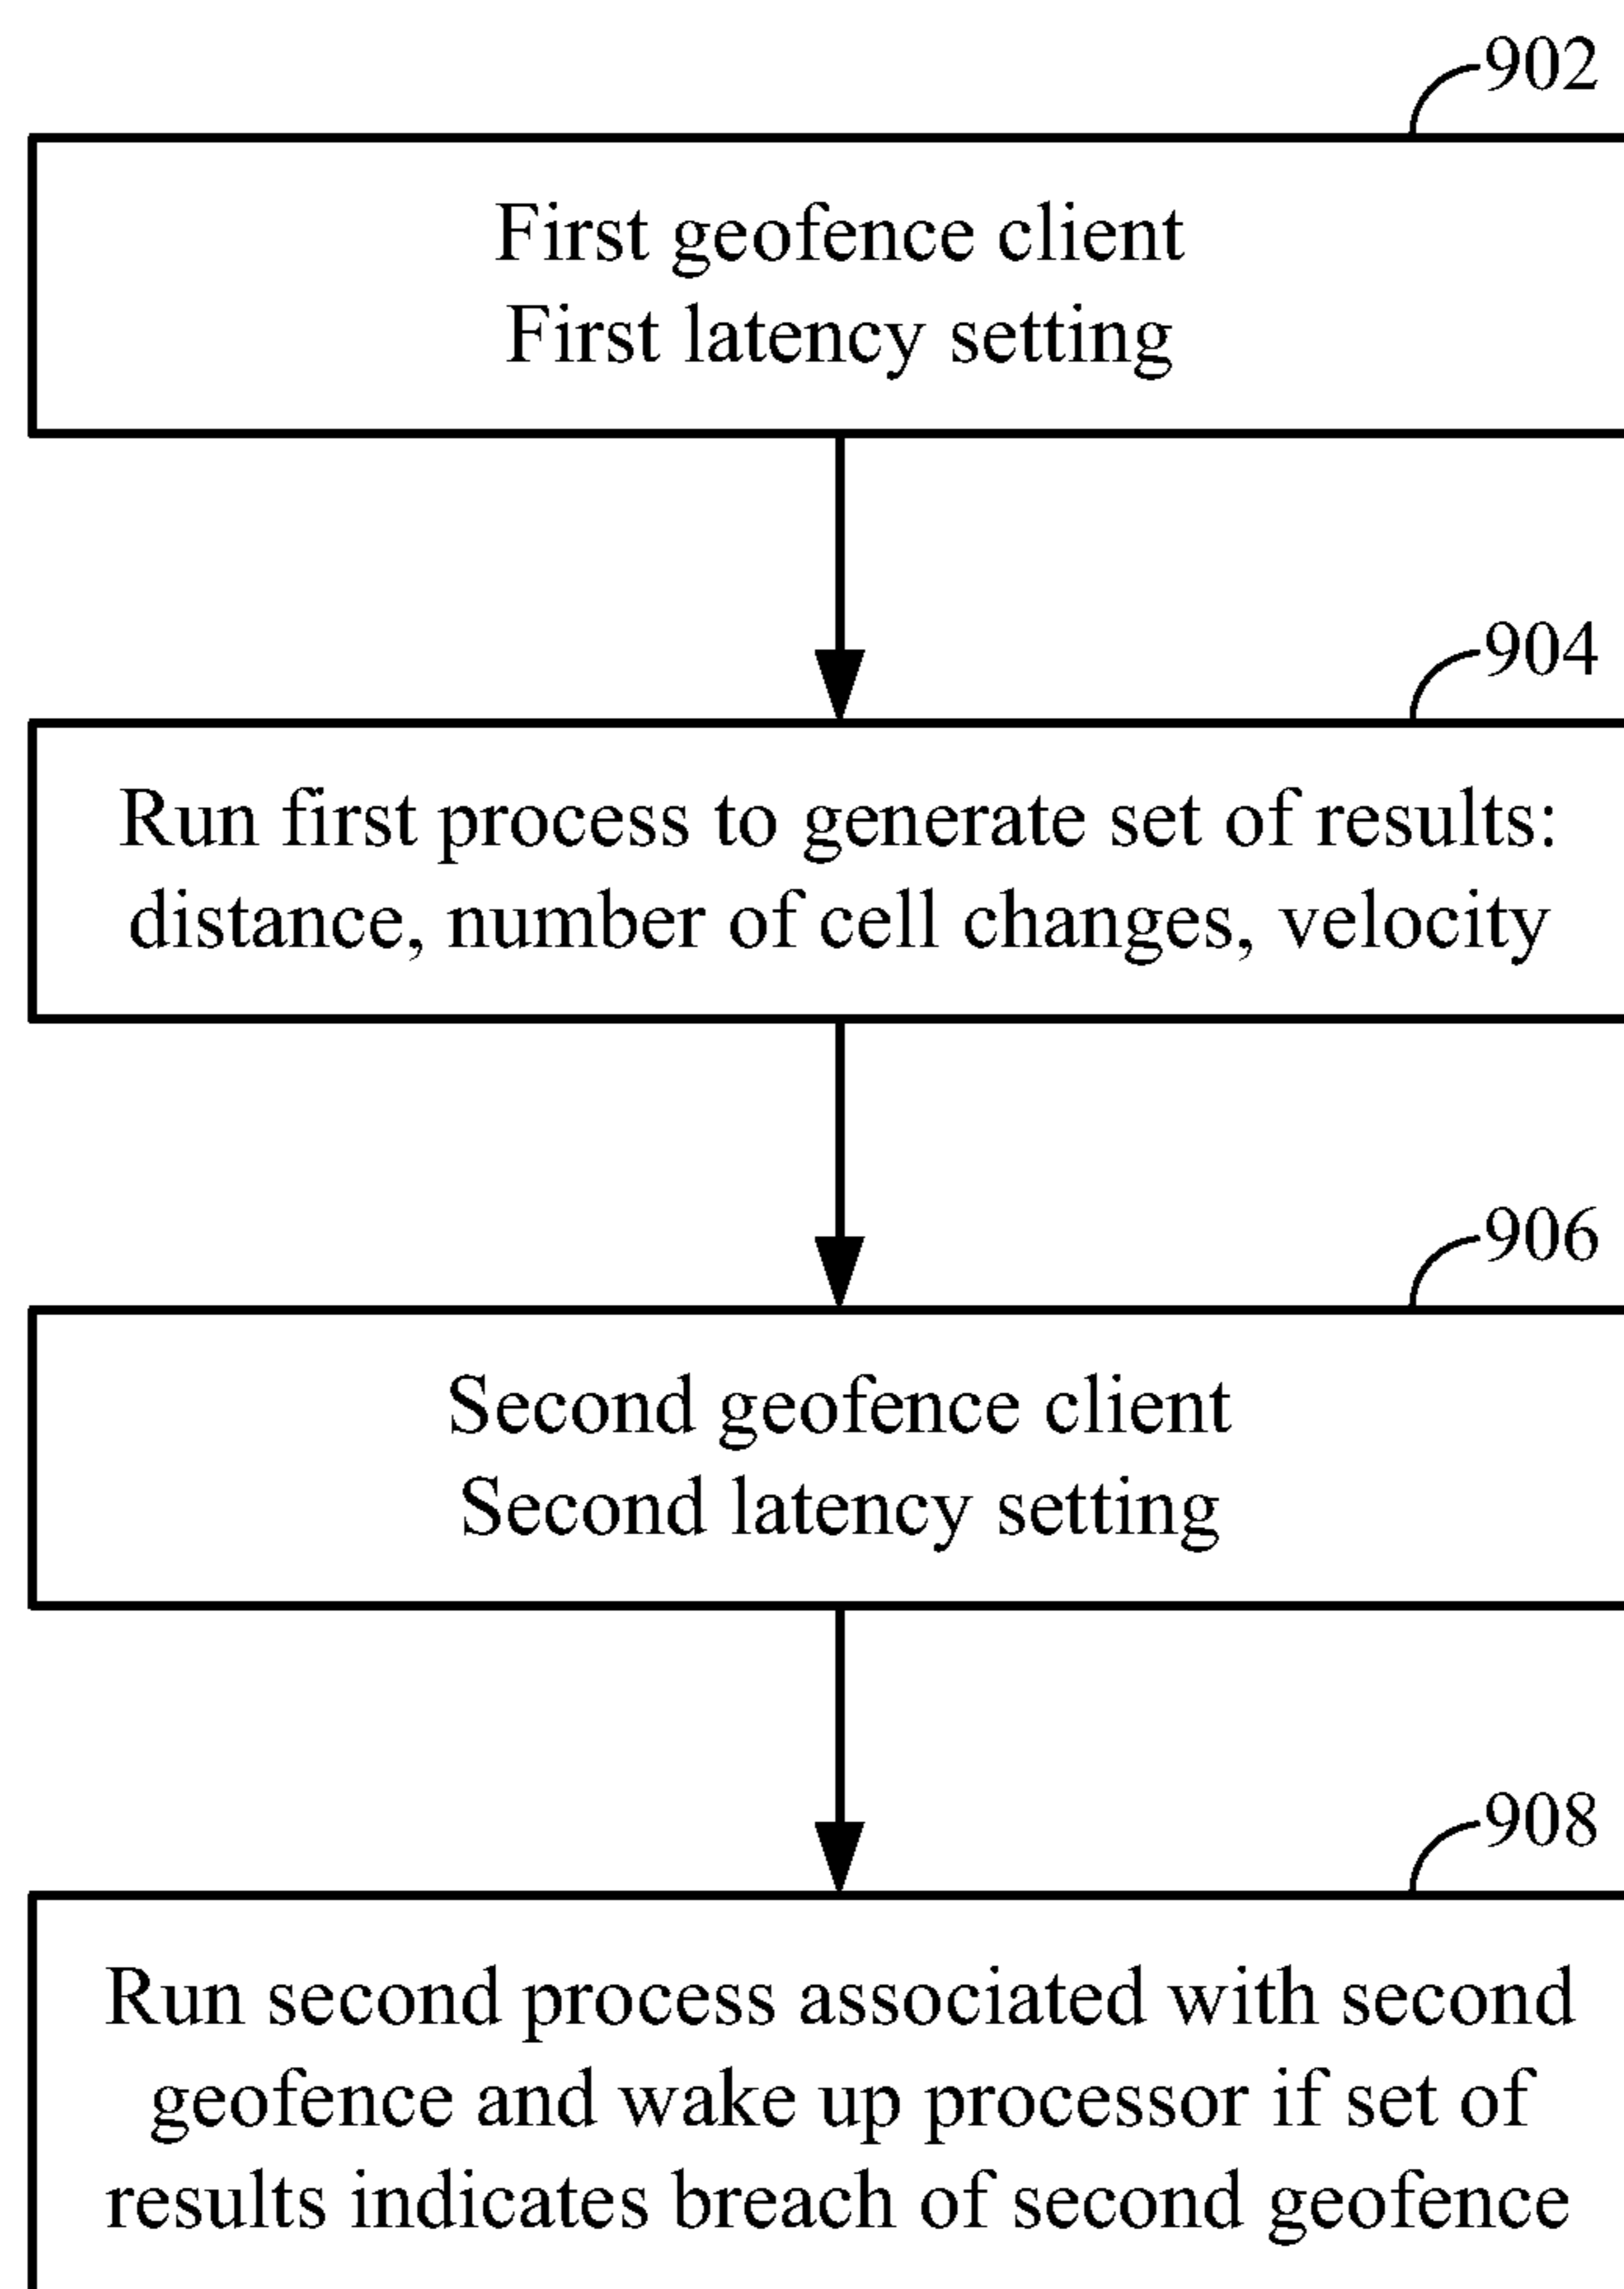 902
First geofence client
First latency setting
904
Run first process to generate set of results:
distance, number of cell changes, velocity
906
Second geofence client
Second latency setting
908
Run second process associated with second
geofence and wake up processor if set of
results indicates breach of second geofence